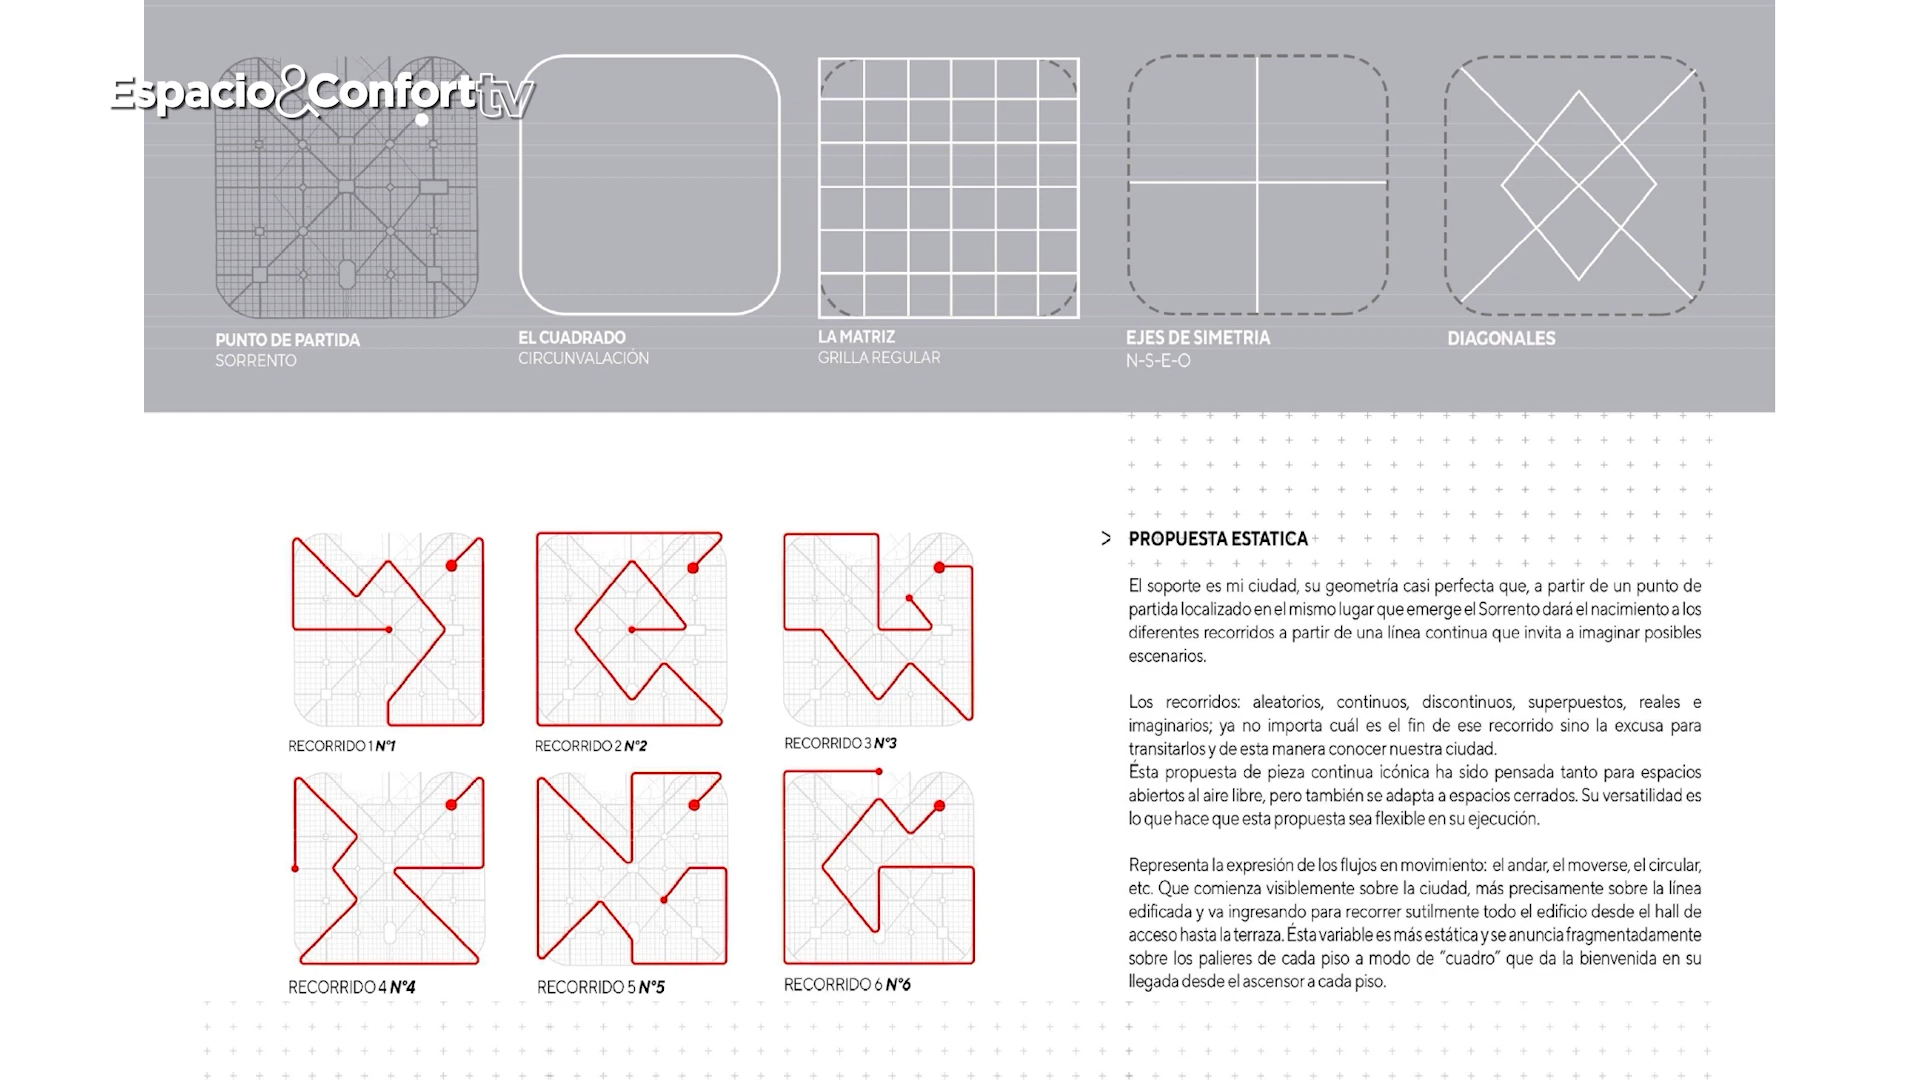 Espacio&Confort tv
PUNTO DE PARTIDA
SORRENTO
EL CUADRADO
CIRCUNVALACIÓN
LA MATRIZ
GRILLA REGULAR
EJES DE SIMETRIA
N-S-E-O
DIAGONALES
RECORRIDO 1 N°1
RECORRIDO 2 N°2
RECORRIDO 3 N°3
RECORRIDO 4 N°4
RECORRIDO 5 N°5
RECORRIDO 6 N°6
> PROPUESTA ESTATICA
El soporte es mi ciudad, su geometría casi perfecta que, a partir de un punto de
partida localizado en el mismo lugar que emerge el Sorrento dará el nacimiento a los
diferentes recorridos a partir de una línea continua que invita a imaginar posibles
escenarios.
Los recorridos: aleatorios, continuos, discontinuos, superpuestos, reales e
imaginarios; ya no importa cuál es el fin de ese recorrido sino la excusa para
transitarlos y de esta manera conocer nuestra ciudad.
Ésta propuesta de pieza continua icónica ha sido pensada tanto para espacios
abiertos al aire libre, pero también se adapta a espacios cerrados. Su versatilidad es
lo que hace que esta propuesta sea flexible en su ejecución.
Representa la expresión de los flujos en movimiento: el andar, el moverse, el circular,
etc. Que comienza visiblemente sobre la ciudad, más precisamente sobre la línea
edificada y va ingresando para recorrer sutilmente todo el edificio desde el hall de
acceso hasta la terraza. Ésta variable es más estática y se anuncia fragmentadamente
sobre los palieres de cada piso a modo de "cuadro" que da la bienvenida en su
llegada desde el ascensor a cada piso.